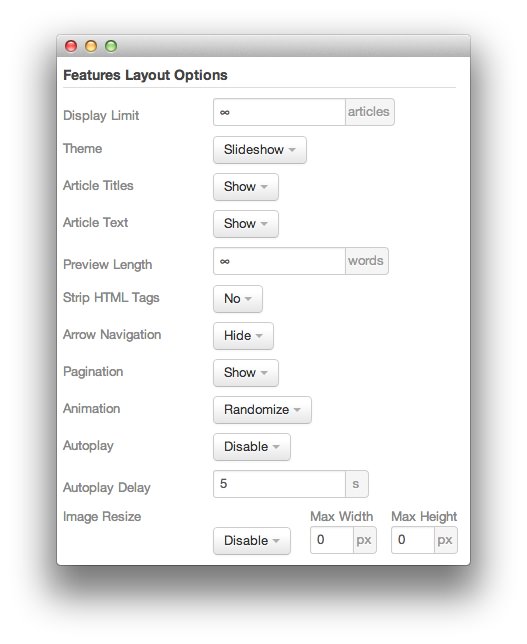 Features Layout Options
Display Limit ∞ articles
Theme Slideshow
Article Titles Show
Article Text Show
Preview Length ∞ words
Strip HTML Tags No
Arrow Navigation Hide
Pagination Show
Animation Randomize
Autoplay Disable
Autoplay Delay 5 s
Image Resize Max Width Max Height
Disable 0 px 0 px